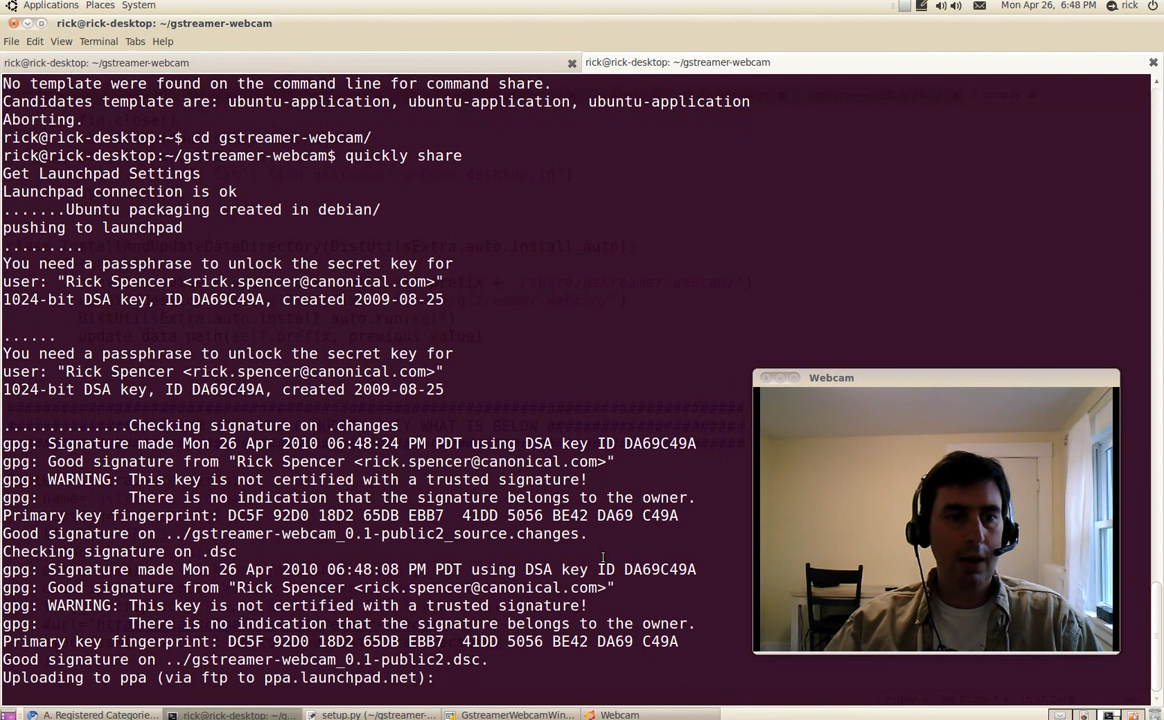 Applications Places System
Mon Apr 26, 6:48 PM rick
rick@rick-desktop: ~/gstreamer-webcam
File Edit View Terminal Tabs Help
rick@rick-desktop: ~/gstreamer-webcam
rick@rick-desktop: ~/gstreamer-webcam
No template were found on the command line for command share.
Candidates template are: ubuntu-application, ubuntu-application, ubuntu-application
Aborting.
rick@rick-desktop:~$ cd gstreamer-webcam/
rick@rick-desktop:~/gstreamer-webcam$ quickly share
Get Launchpad Settings
Launchpad connection is ok
.......Ubuntu packaging created in debian/
pushing to launchpad
.........
You need a passphrase to unlock the secret key for
user: "Rick Spencer <rick.spencer@canonical.com>"
1024-bit DSA key, ID DA69C49A, created 2009-08-25
......
You need a passphrase to unlock the secret key for
user: "Rick Spencer <rick.spencer@canonical.com>"
1024-bit DSA key, ID DA69C49A, created 2009-08-25
..............Checking signature on .changes
gpg: Signature made Mon 26 Apr 2010 06:48:24 PM PDT using DSA key ID DA69C49A
gpg: Good signature from "Rick Spencer <rick.spencer@canonical.com>"
gpg: WARNING: This key is not certified with a trusted signature!
gpg: There is no indication that the signature belongs to the owner.
Primary key fingerprint: DC5F 92D0 18D2 65DB EBB7 41DD 5056 BE42 DA69 C49A
Good signature on ../gstreamer-webcam_0.1-public2_source.changes.
Checking signature on .dsc
gpg: Signature made Mon 26 Apr 2010 06:48:08 PM PDT using DSA key ID DA69C49A
gpg: Good signature from "Rick Spencer <rick.spencer@canonical.com>"
gpg: WARNING: This key is not certified with a trusted signature!
gpg: There is no indication that the signature belongs to the owner.
Primary key fingerprint: DC5F 92D0 18D2 65DB EBB7 41DD 5056 BE42 DA69 C49A
Good signature on ../gstreamer-webcam_0.1-public2.dsc.
Uploading to ppa (via ftp to ppa.launchpad.net):
Webcam
A. Registered Categorie...
rick@rick-desktop: ~/g...
setup.py (~/gstreamer-...
GstreamerWebcamWin...
Webcam